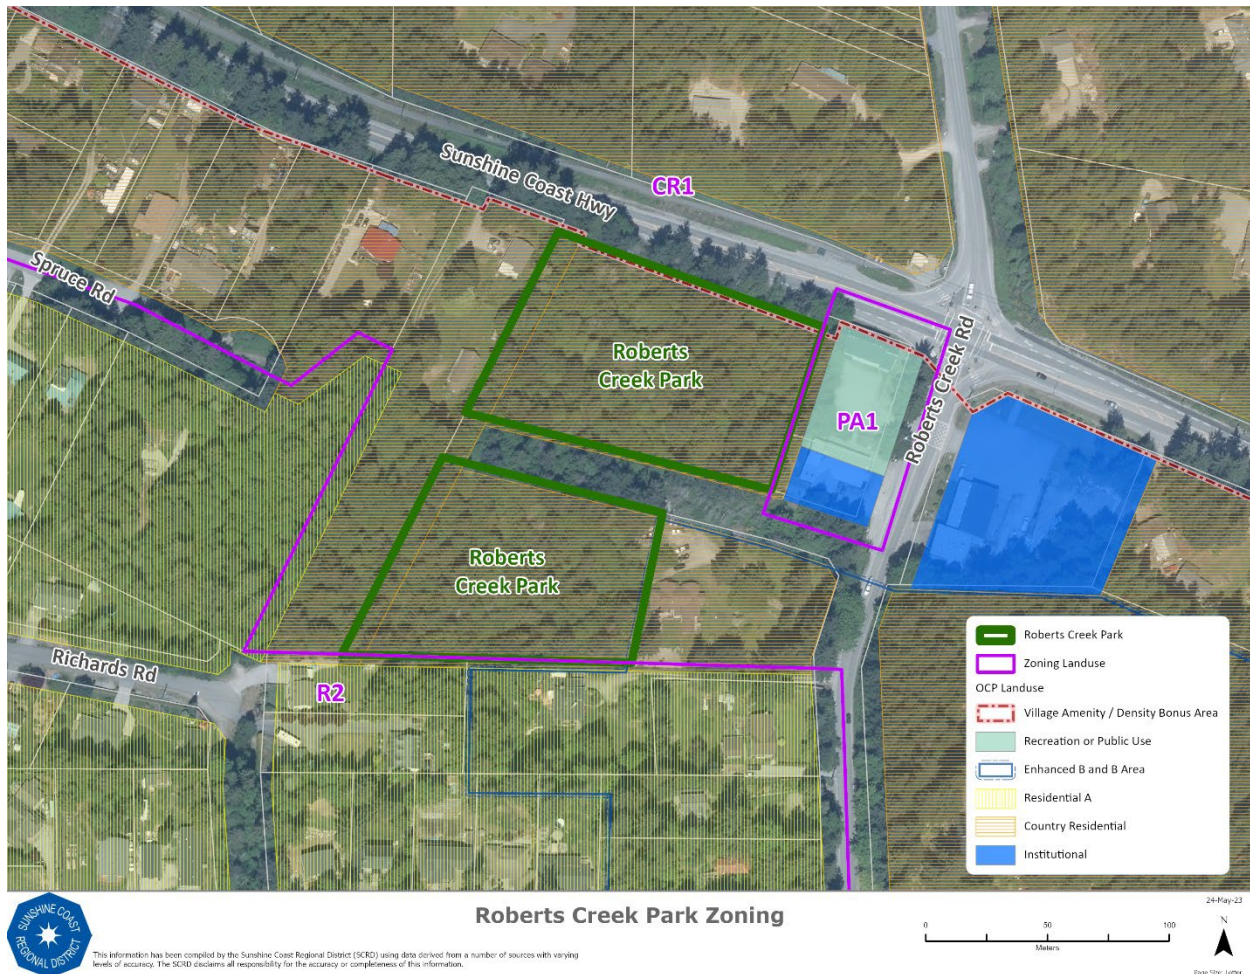 Sunshine Coast Hwy
CR1
Spruce Rd
Roberts
Creek Park
Roberts Creek Rd
PA1
Roberts
Creek Park
Richards Rd
R2
Roberts Creek Park
Zoning Landuse
OCP Landuse
Village Amenity / Density Bonus Area
Recreation or Public Use
Enhanced B and B Area
Residential A
Country Residential
Institutional
SUNSHINE COAST
REGIONAL DISTRICT
Roberts Creek Park Zoning
This information has been compiled by the Sunshine Coast Regional District (SCRD) using data derived from a number of sources with varying
levels of accuracy. The SCRD disclaims all responsibility for the accuracy or completeness of this information.
0 50 100
Meters
24-May-23
N
Page Size: Letter